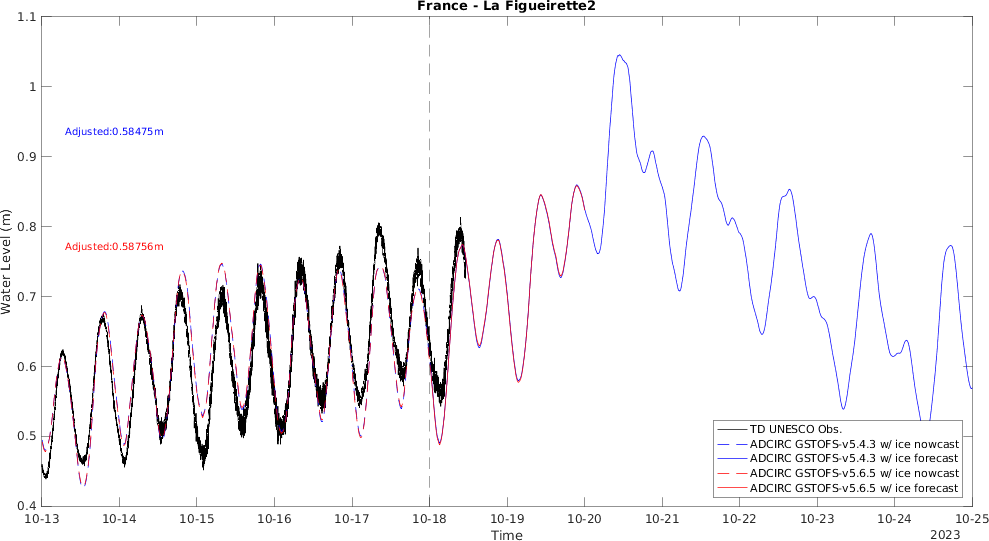 France - La Figueirette2
1.1
1
0.9
0.8
0.7
0.6
0.5
0.4
Water Level (m)
Adjusted:0.58475m
Adjusted:0.58756m
TD UNESCO Obs.
ADCIRC GSTOFS-v5.4.3 w/ ice nowcast
ADCIRC GSTOFS-v5.4.3 w/ ice forecast
ADCIRC GSTOFS-v5.6.5 w/ ice nowcast
ADCIRC GSTOFS-v5.6.5 w/ ice forecast
10-13 10-14 10-15 10-16 10-17 10-18 10-19 10-20 10-21 10-22 10-23 10-24 10-25
Time
2023